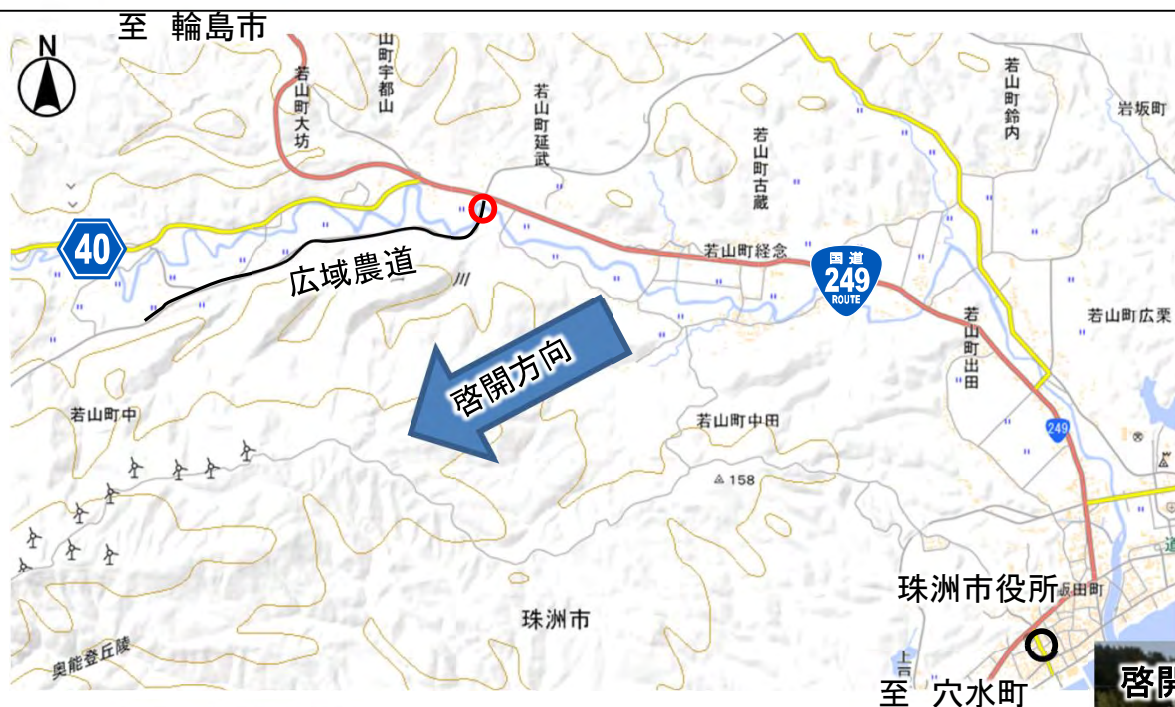 至 輪島市
N
若山町大坊
山町宇都山
若山町延武
若山町古蔵
若山町鈴内
岩坂町
40
広域農道
川
若山町経念
国道
249
ROUTE
若山町出田
若山町広栗
啓開方向
若山町中
若山町中田
249
158
珠洲市
奥能登丘陵
珠洲市役所
飯田町
道
上戸
至 穴水町
啓開